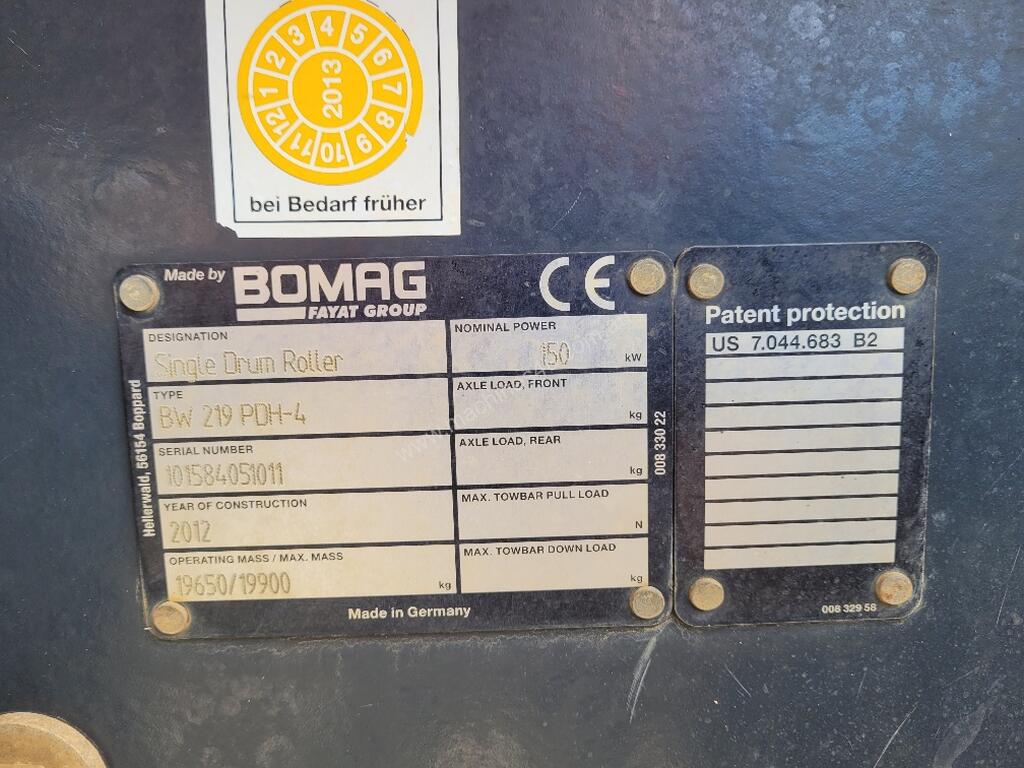 1 2 3 4 5 6 7 8 9 10 11 12
2013
bei Bedarf früher
Made by BOMAG
FAYAT GROUP
CE
Hellerwald, 56154 Boppard
DESIGNATION
Single Drum Roller
TYPE
BW 219 PDH-4
SERIAL NUMBER
101584051011
YEAR OF CONSTRUCTION
2012
OPERATING MASS / MAX. MASS
19650/19900 kg
NOMINAL POWER
150 kW
AXLE LOAD, FRONT
kg
AXLE LOAD, REAR
kg
MAX. TOWBAR PULL LOAD
N
MAX. TOWBAR DOWN LOAD
kg
008 330 22
Made in Germany
Patent protection
US 7.044.683 B2
008 329 58